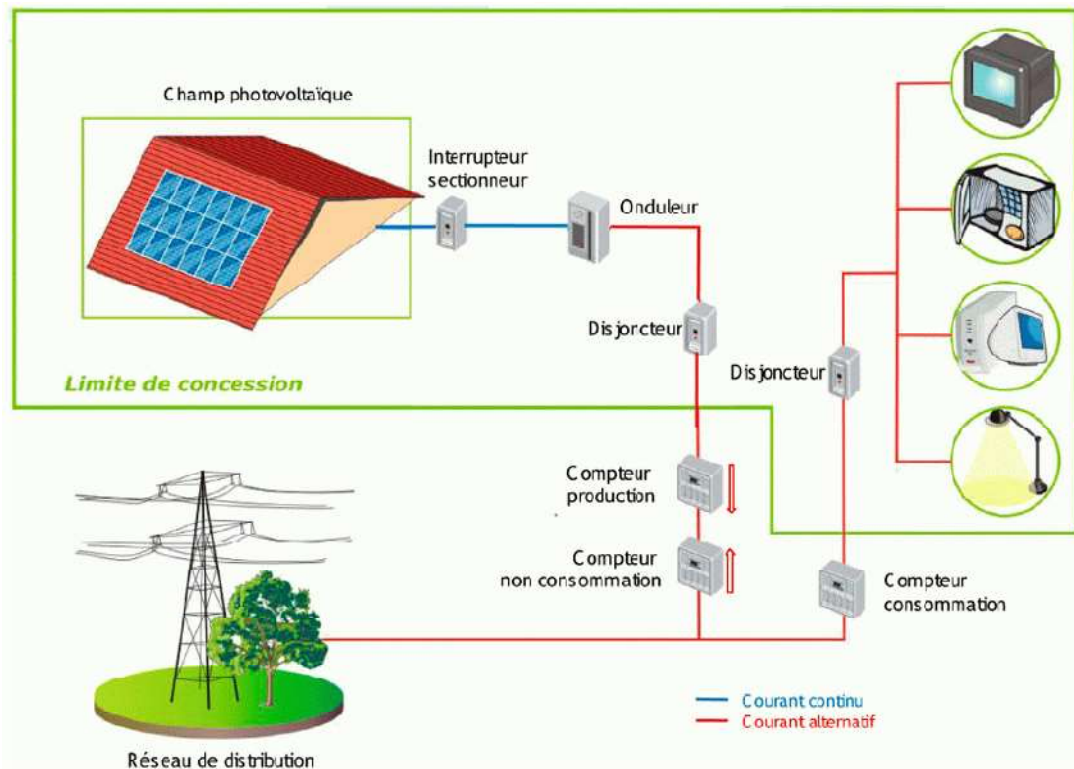 Champ photovoltaïque
Interrupteur
sectionneur
Onduleur
Disjoncteur
Disjoncteur
Limite de concession
Compteur
production
Compteur
non consommation
Compteur
consommation
Courant continu
Courant alternatif
Réseau de distribution